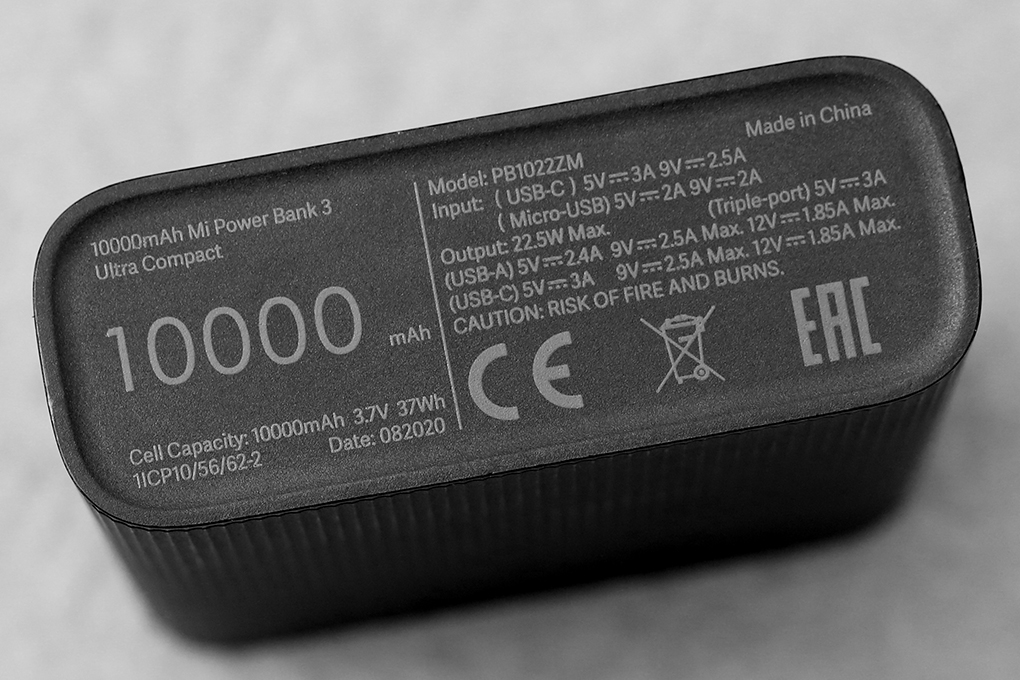 10000mAh Mi Power Bank 3
Ultra Compact
10000 mAh
Cell Capacity: 10000mAh 3.7V 37Wh
1ICP10/56/62-2 Date: 082020
Made in China
Model: PB1022ZM
Input: ( USB-C ) 5V⎓3A 9V⎓2.5A
( Micro-USB) 5V⎓2A 9V⎓2A
Output: 22.5W Max. (Triple-port) 5V⎓3A
(USB-A) 5V⎓2.4A 9V⎓2.5A Max. 12V⎓1.85A Max.
(USB-C) 5V⎓3A 9V⎓2.5A Max. 12V⎓1.85A Max.
CAUTION: RISK OF FIRE AND BURNS.
CE EAC